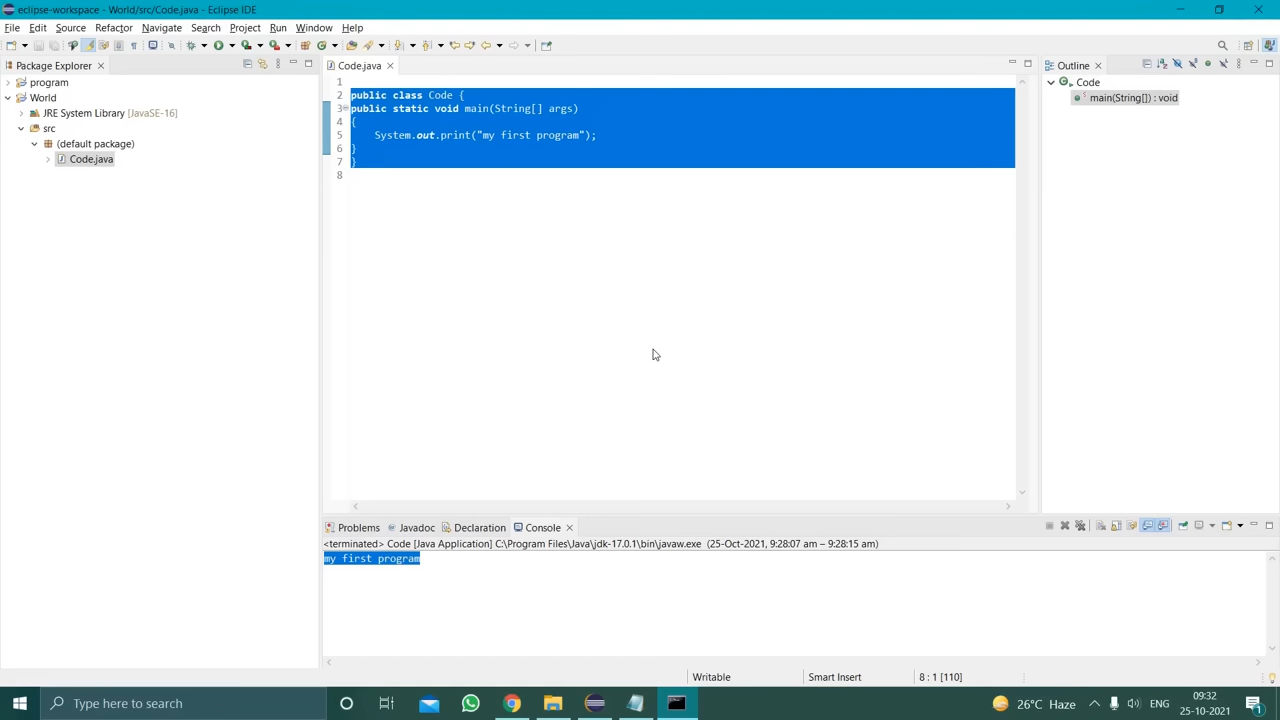 eclipse-workspace - World/src/Code.java - Eclipse IDE
File Edit Source Refactor Navigate Search Project Run Window Help
Package Explorer
program
World
JRE System Library [JavaSE-16]
src
(default package)
Code.java
Code.java
1
2 public class Code {
3 public static void main(String[] args)
4 {
5 System.out.print("my first program");
6 }
7 }
8
Outline
Code
main(String[]) : void
Problems Javadoc Declaration Console
<terminated> Code [Java Application] C:\Program Files\Java\jdk-17.0.1\bin\javaw.exe (25-Oct-2021, 9:28:07 am – 9:28:15 am)
my first program
Writable Smart Insert 8 : 1 [110]
Type here to search
26°C Haze ENG
09:32
25-10-2021
1